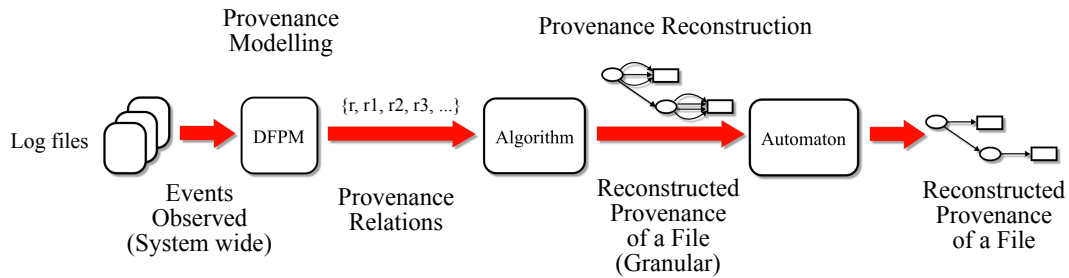 Provenance
Modelling
Provenance Reconstruction
Log files
DFPM
{r, r1, r2, r3, ...}
Algorithm
Automaton
Events
Observed
(System wide)
Provenance
Relations
Reconstructed
Provenance
of a File
(Granular)
Reconstructed
Provenance
of a File